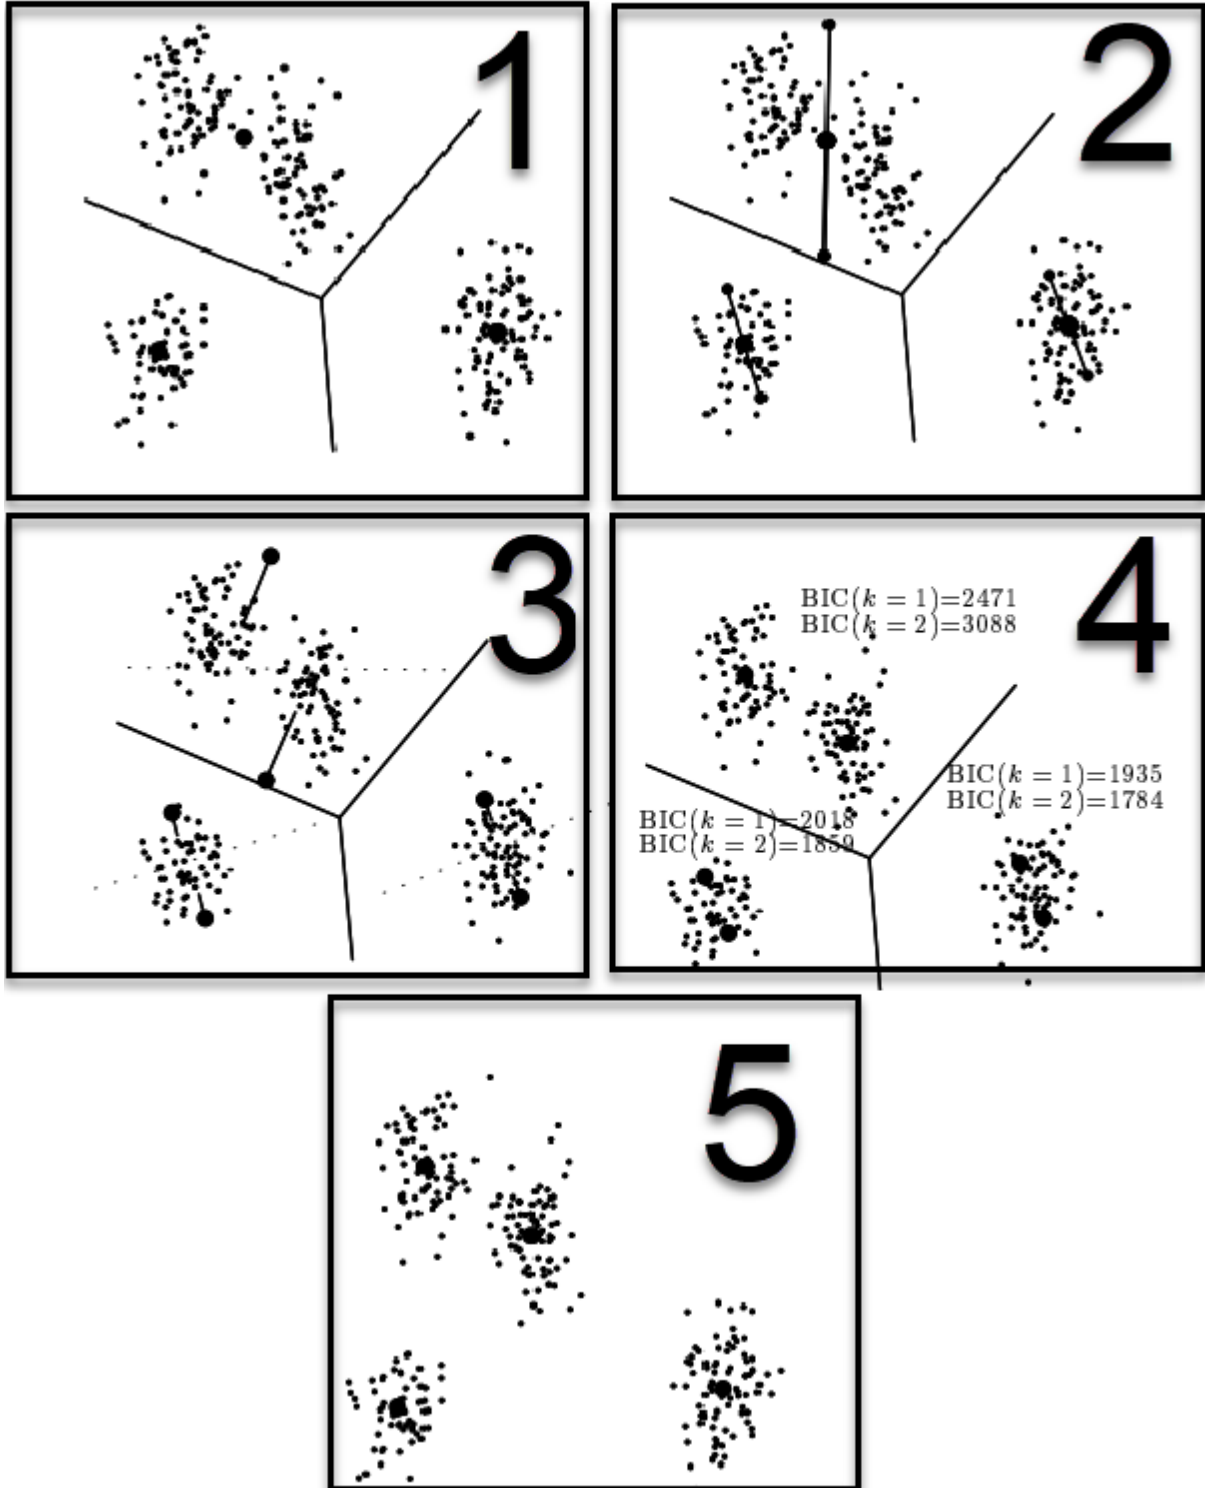 1
2
3
4
BIC(k = 1)=2471
BIC(k = 2)=3088
BIC(k = 1)=1935
BIC(k = 2)=1784
BIC(k = 1)=2018
BIC(k = 2)=1859
5